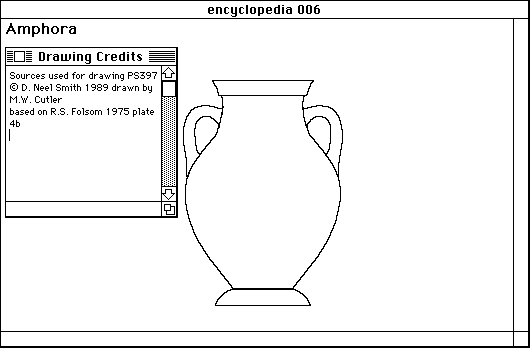 encyclopedia 006
Amphora
Drawing Credits
Sources used for drawing PS397
© D. Neel Smith 1989 drawn by
M.W. Cutler
based on R.S. Folsom 1975 plate
4b